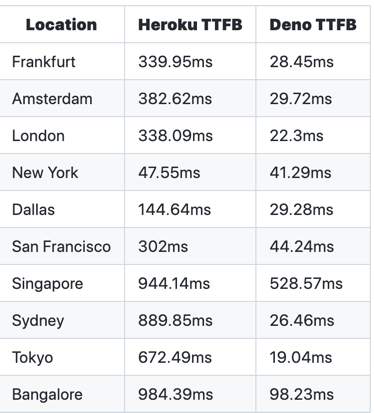 Location Heroku TTFB Deno TTFB
Frankfurt 339.95ms 28.45ms
Amsterdam 382.62ms 29.72ms
London 338.09ms 22.3ms
New York 47.55ms 41.29ms
Dallas 144.64ms 29.28ms
San Francisco 302ms 44.24ms
Singapore 944.14ms 528.57ms
Sydney 889.85ms 26.46ms
Tokyo 672.49ms 19.04ms
Bangalore 984.39ms 98.23ms